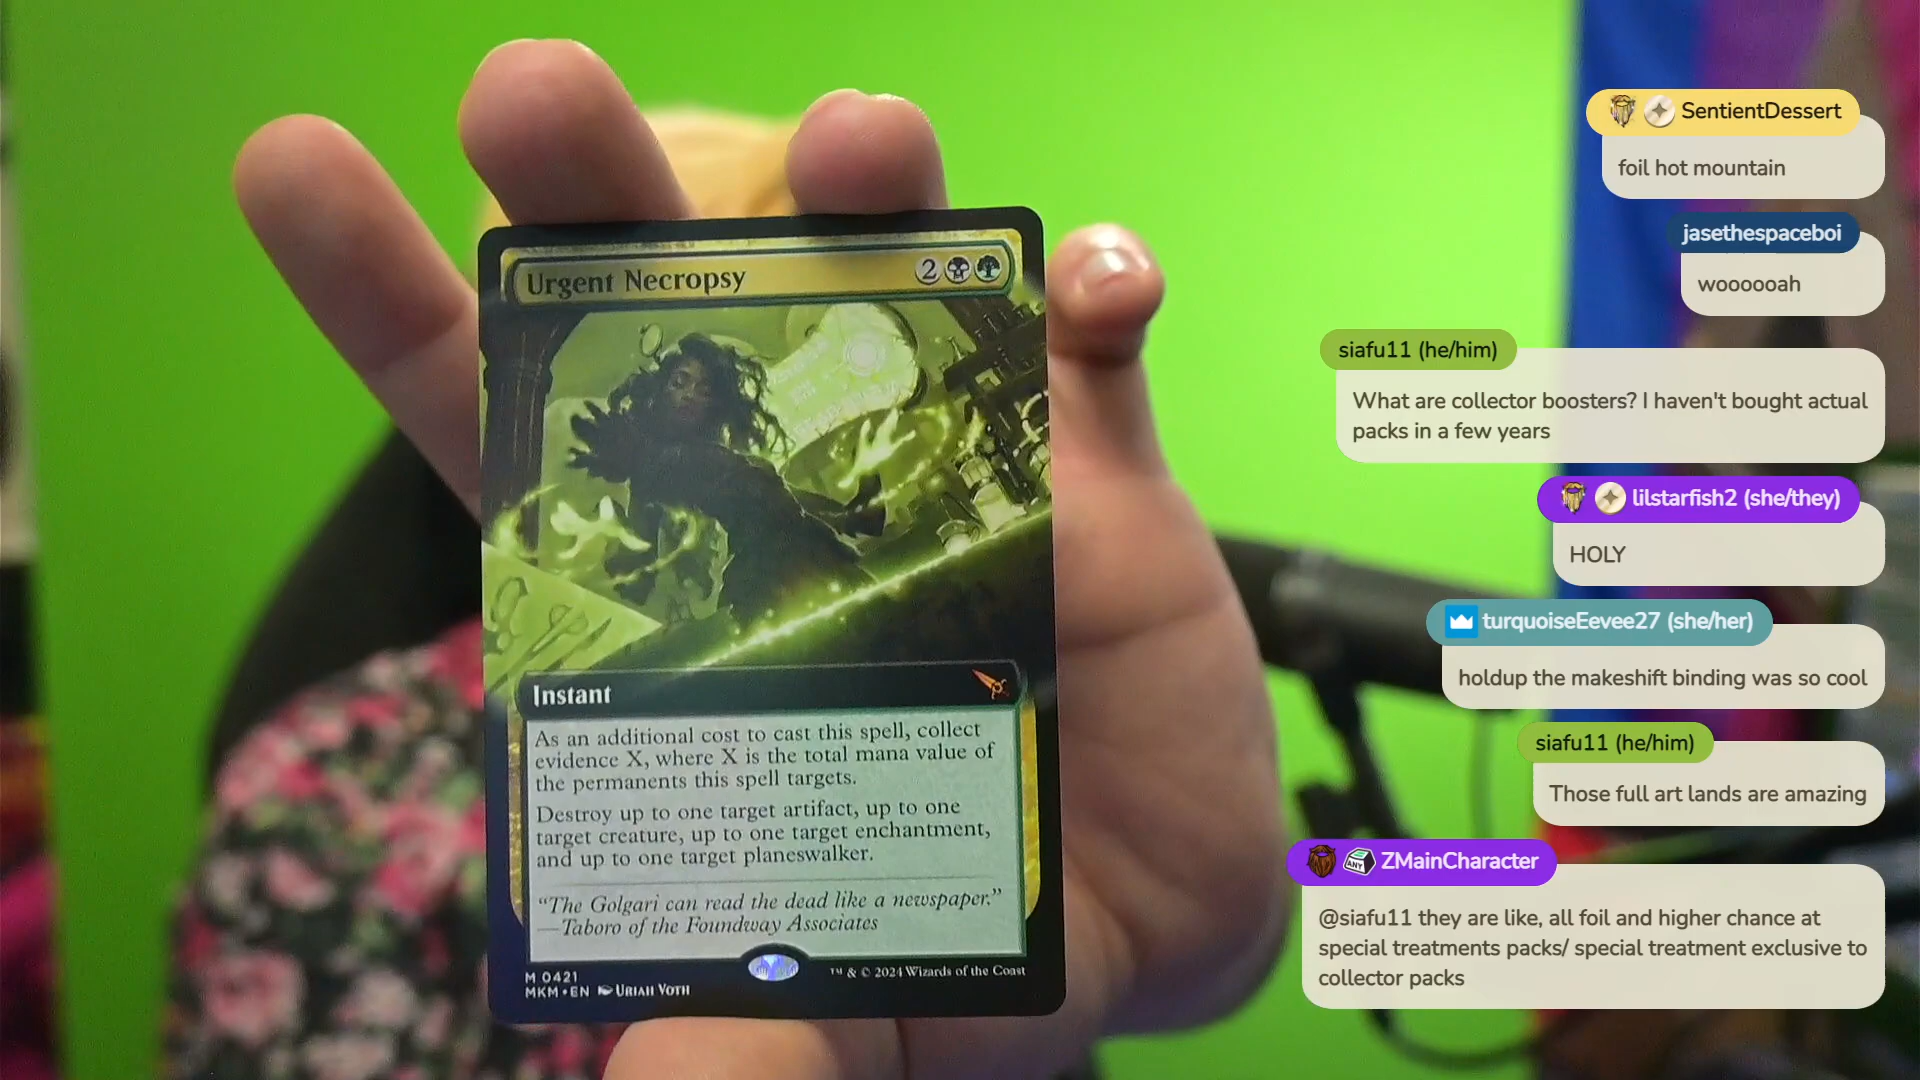 Urgent Necropsy
2
Instant
As an additional cost to cast this spell, collect
evidence X, where X is the total mana value of
the permanents this spell targets.
Destroy up to one target artifact, up to one
target creature, up to one target enchantment,
and up to one target planeswalker.
“The Golgari can read the dead like a newspaper.”
—Taboro of the Foundway Associates
M 0421
MKM • EN URIAH VOTH
™ & © 2024 Wizards of the Coast
SentientDessert
foil hot mountain
jasethespaceboi
woooooah
siafu11 (he/him)
What are collector boosters? I haven't bought actual
packs in a few years
lilstarfish2 (she/they)
HOLY
turquoiseEevee27 (she/her)
holdup the makeshift binding was so cool
siafu11 (he/him)
Those full art lands are amazing
ANY
ZMainCharacter
@siafu11 they are like, all foil and higher chance at
special treatments packs/ special treatment exclusive to
collector packs